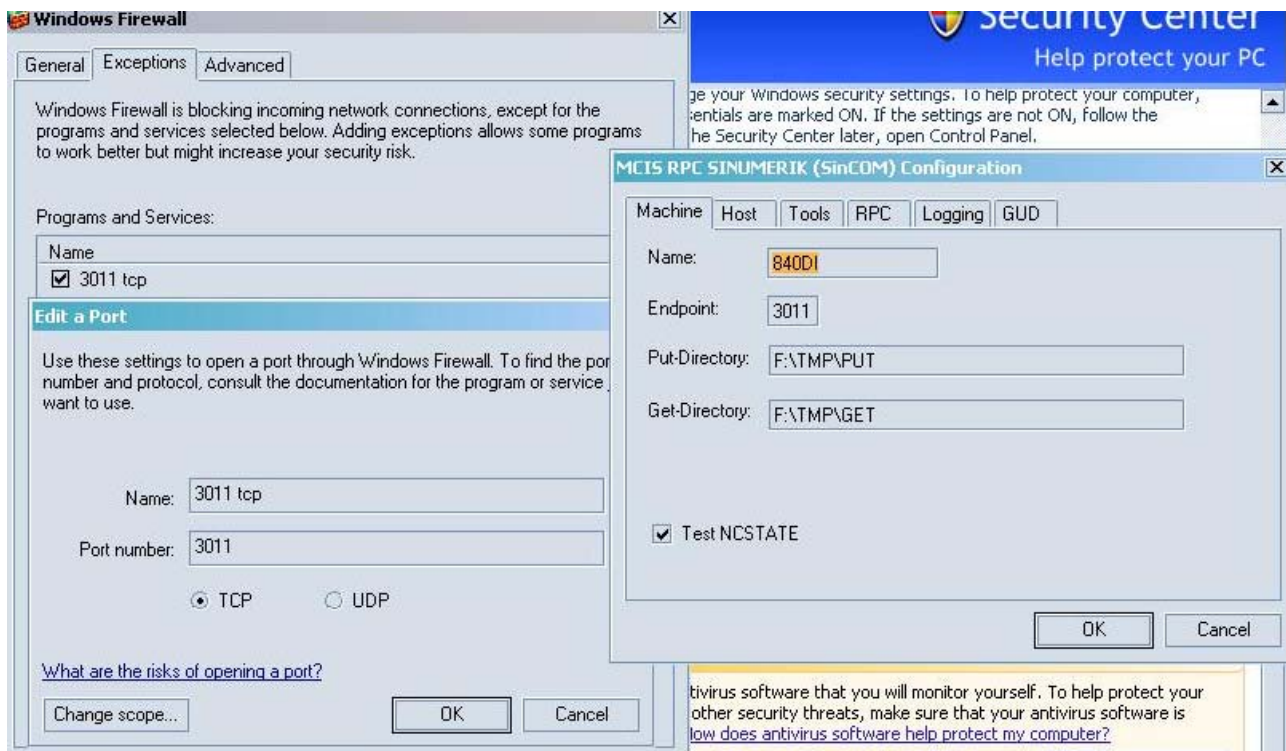 Windows Firewall
General Exceptions Advanced
Windows Firewall is blocking incoming network connections, except for the
programs and services selected below. Adding exceptions allows some programs
to work better but might increase your security risk.
Programs and Services:
Name
3011 tcp
Edit a Port
Use these settings to open a port through Windows Firewall. To find the
number and protocol, consult the documentation for the program or service
want to use.
Name: 3011 tcp
Port number: 3011
TCP UDP
What are the risks of opening a port?
Change scope... OK Cancel
Security Center
Help protect your PC
your Windows security settings. To help protect your computer,
are marked ON. If the settings are not ON, follow the
Security Center later, open Control Panel.
MCIS RPC SINUMERIK (SinCOM) Configuration
Machine Host Tools RPC Logging GUD
Name: 840DI
Endpoint: 3011
Put-Directory: F:\TMP\PUT
Get-Directory: F:\TMP\GET
Test NCSTATE
OK Cancel
software that you will monitor yourself. To help protect your
other security threats, make sure that your antivirus software is
does antivirus software help protect my computer?